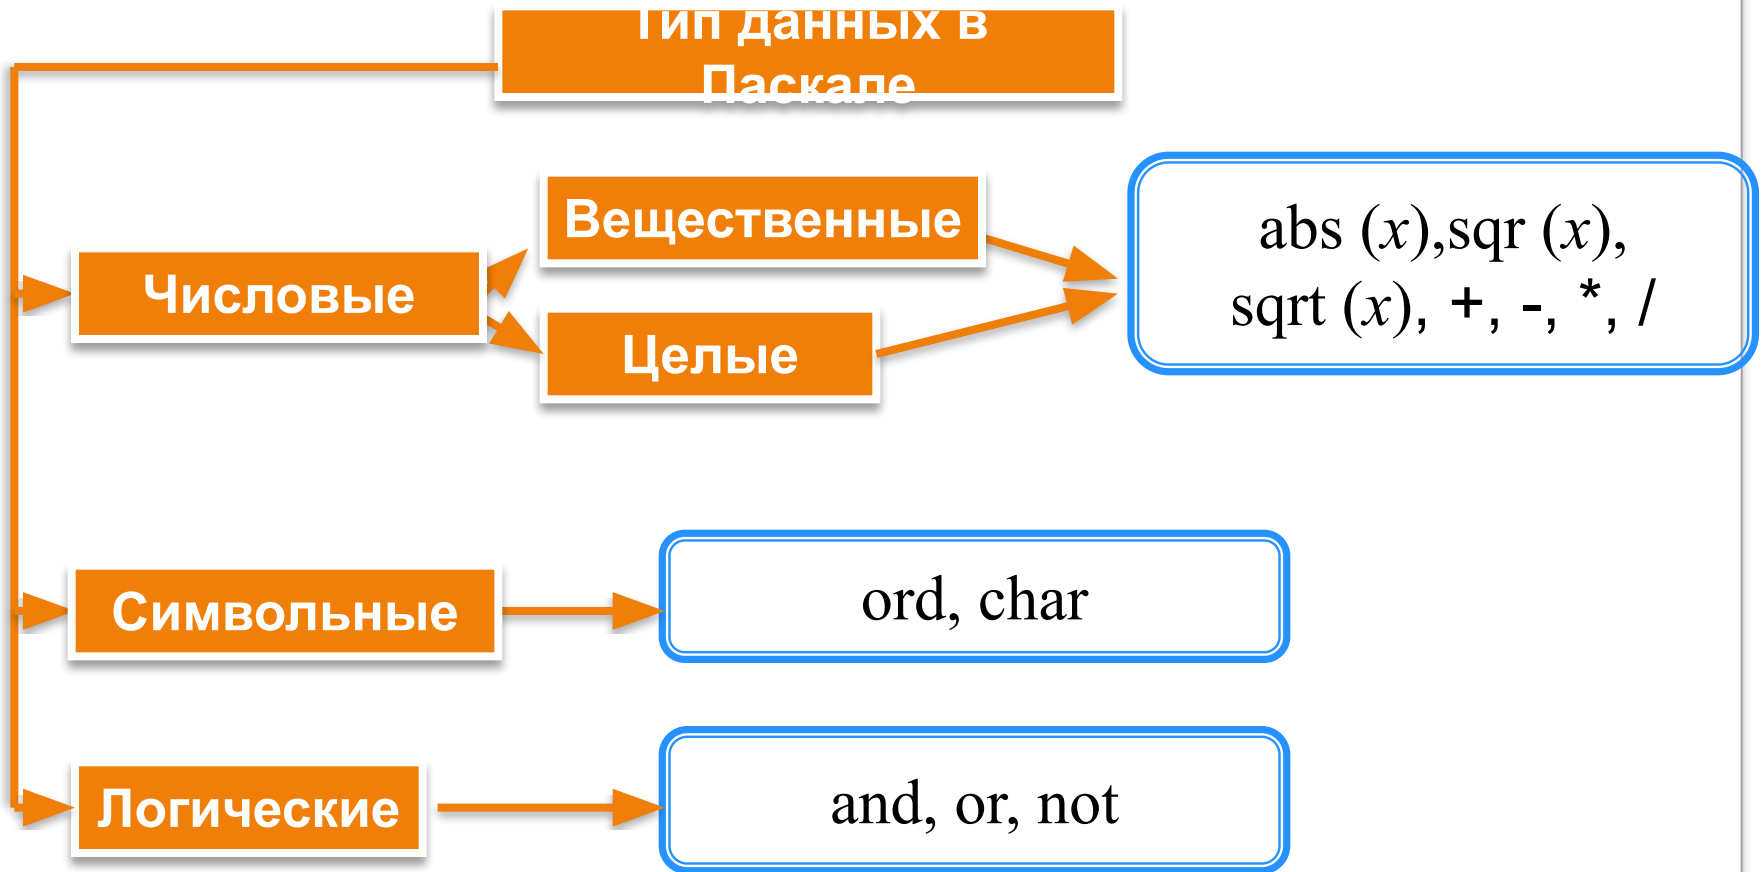 Тип данных в
Паскале
Вещественные
abs (x),sqr (x),
sqrt (x), +, -, *, /
Числовые
Целые
Символьные
ord, char
Логические
and, or, not